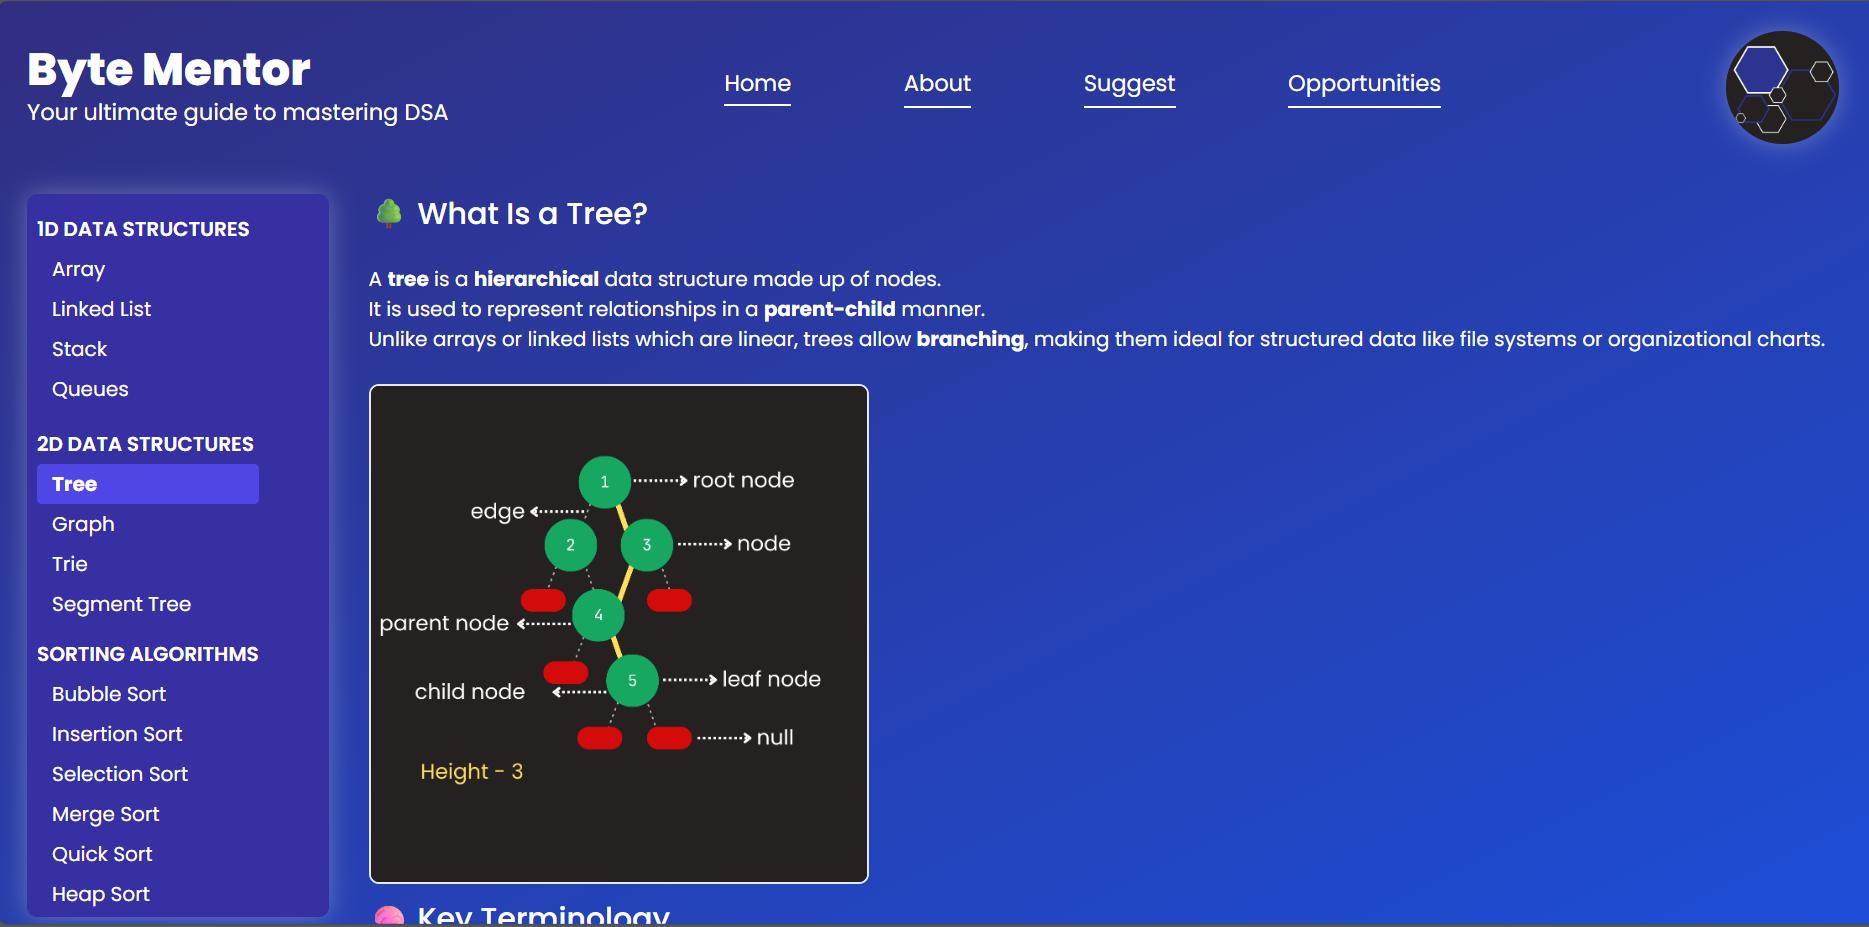 Byte Mentor
Your ultimate guide to mastering DSA
Home
About
Suggest
Opportunities
1D DATA STRUCTURES
Array
Linked List
Stack
Queues
2D DATA STRUCTURES
Tree
Graph
Trie
Segment Tree
SORTING ALGORITHMS
Bubble Sort
Insertion Sort
Selection Sort
Merge Sort
Quick Sort
Heap Sort
What Is a Tree?
A tree is a hierarchical data structure made up of nodes.
It is used to represent relationships in a parent-child manner.
Unlike arrays or linked lists which are linear, trees allow branching, making them ideal for structured data like file systems or organizational charts.
1
root node
edge
2
3
node
4
parent node
5
leaf node
child node
null
Height - 3
Key Terminology